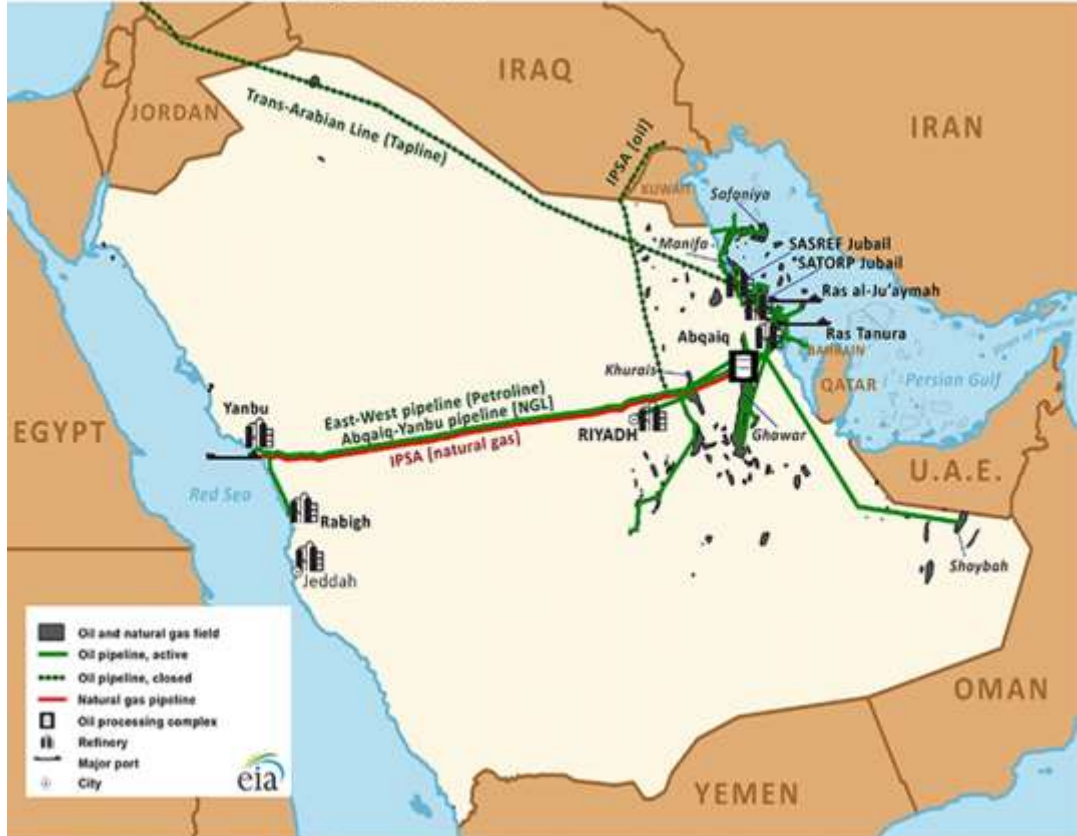 IRAQ
IRAN
JORDAN
Trans-Arabian Line (Tapline)
IPSA (oil)
KUWAIT
Safaniya
Manifa
SASREF Jubail
*SATORP Jubail
Ras al-Ju'aymah
Ras Tanura
Abqaiq
BAHRAIN
Khurais
QATAR
Persian Gulf
East-West pipeline (Petroline)
Abqaiq-Yanbu pipeline [NGL]
IPSA (natural gas)
Yanbu
RIYADH
Ghawar
EGYPT
U.A.E.
Red Sea
Rabigh
Jeddah
Shaybah
Oil and natural gas field
Oil pipeline, active
Oil pipeline, closed
Natural gas pipeline
Oil processing complex
Refinery
Major port
City
eia
OMAN
YEMEN